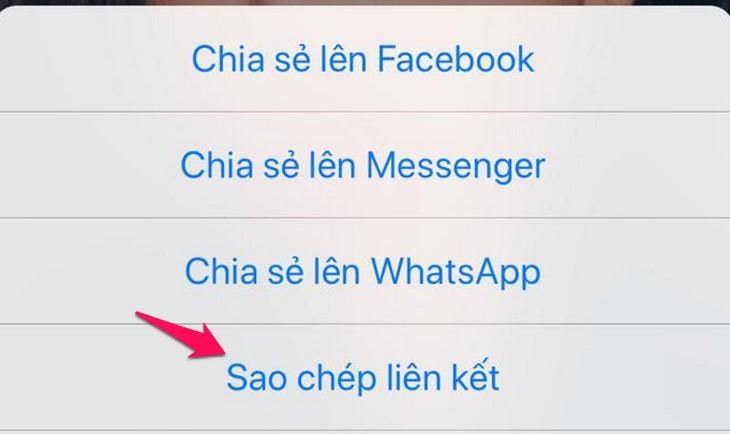 Chia sẻ lên Facebook
Chia sẻ lên Messenger
Chia sẻ lên WhatsApp
Sao chép liên kết